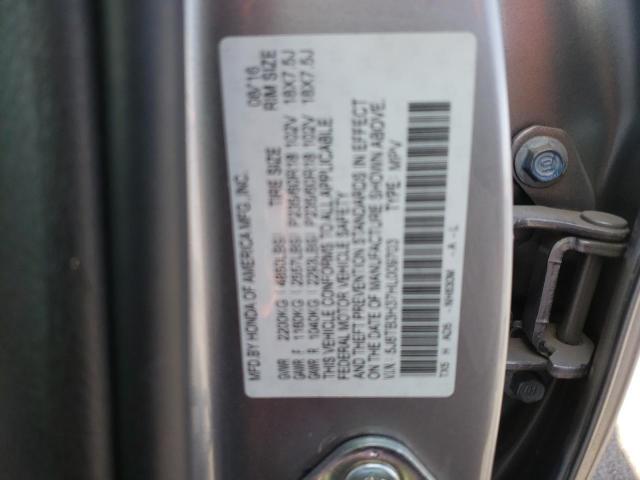 MFD.BY HONDA OF AMERICA MFG.,INC. 08/16
TIRE SIZE RIM SIZE
GVWR 2200KG ( 4850LBS)
GAWR F 1160KG ( 2557LBS) P235/60R18 102V 18X7.5J
GAWR R 1040KG ( 2293LBS) P235/60R18 102V 18X7.5J
THIS VEHICLE CONFORMS TO ALL APPLICABLE
FEDERAL MOTOR VEHICLE SAFETY
AND THEFT PREVENTION STANDARDS IN EFFECT
ON THE DATE OF MANUFACTURE SHOWN ABOVE.
V.I.N. TYPE: MPV
TX5 H A26 - NH830M - A - L